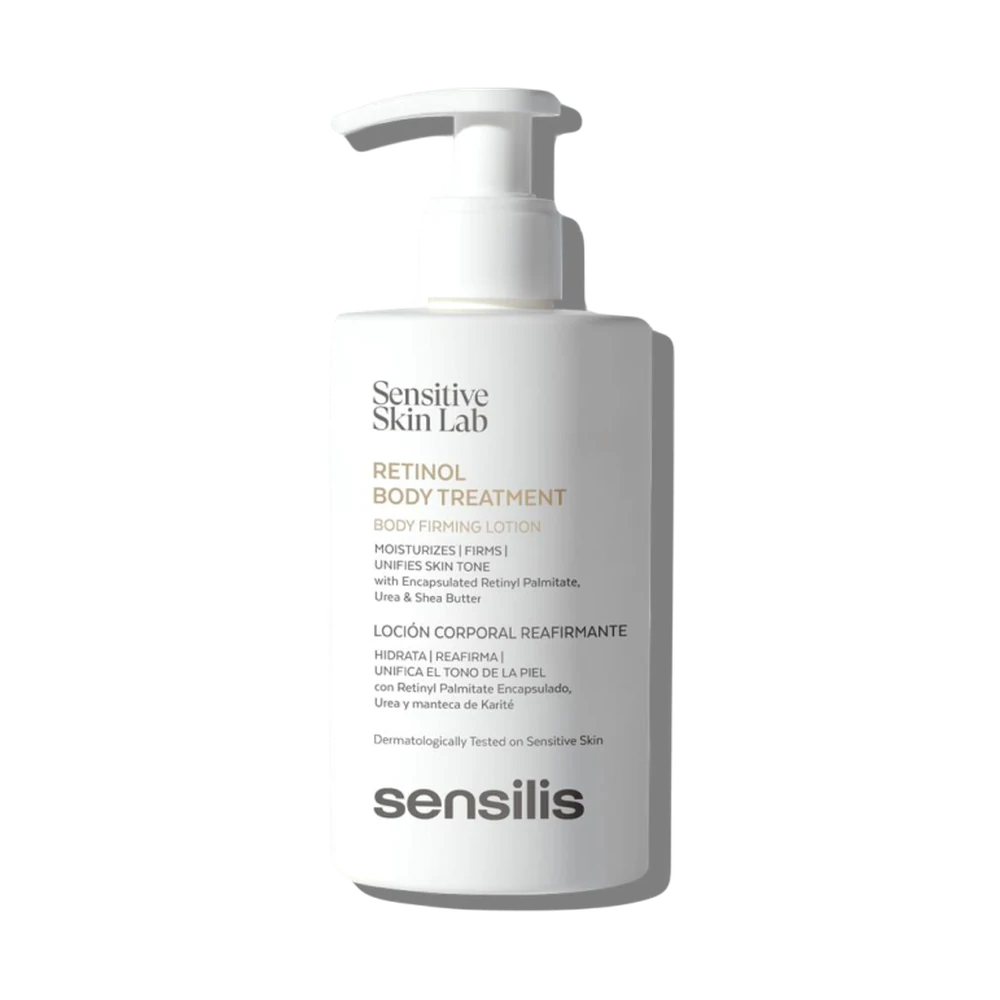 Sensitive
Skin Lab
RETINOL
BODY TREATMENT
BODY FIRMING LOTION
MOISTURIZES | FIRMS |
UNIFIES SKIN TONE
with Encapsulated Retinyl Palmitate,
Urea & Shea Butter
LOCIÓN CORPORAL REAFIRMANTE
HIDRATA | REAFIRMA |
UNIFICA EL TONO DE LA PIEL
con Retinyl Palmitate Encapsulado,
Urea y manteca de Karité
Dermatologically Tested on Sensitive Skin
sensilis